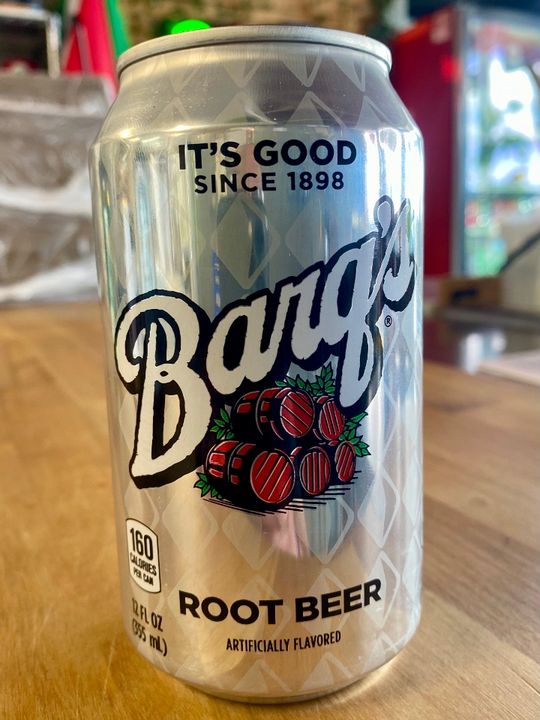 IT'S GOOD
SINCE 1898
Barq's®
160
CALORIES
PER CAN
12 FL OZ
(355 mL)
ROOT BEER
ARTIFICIALLY FLAVORED